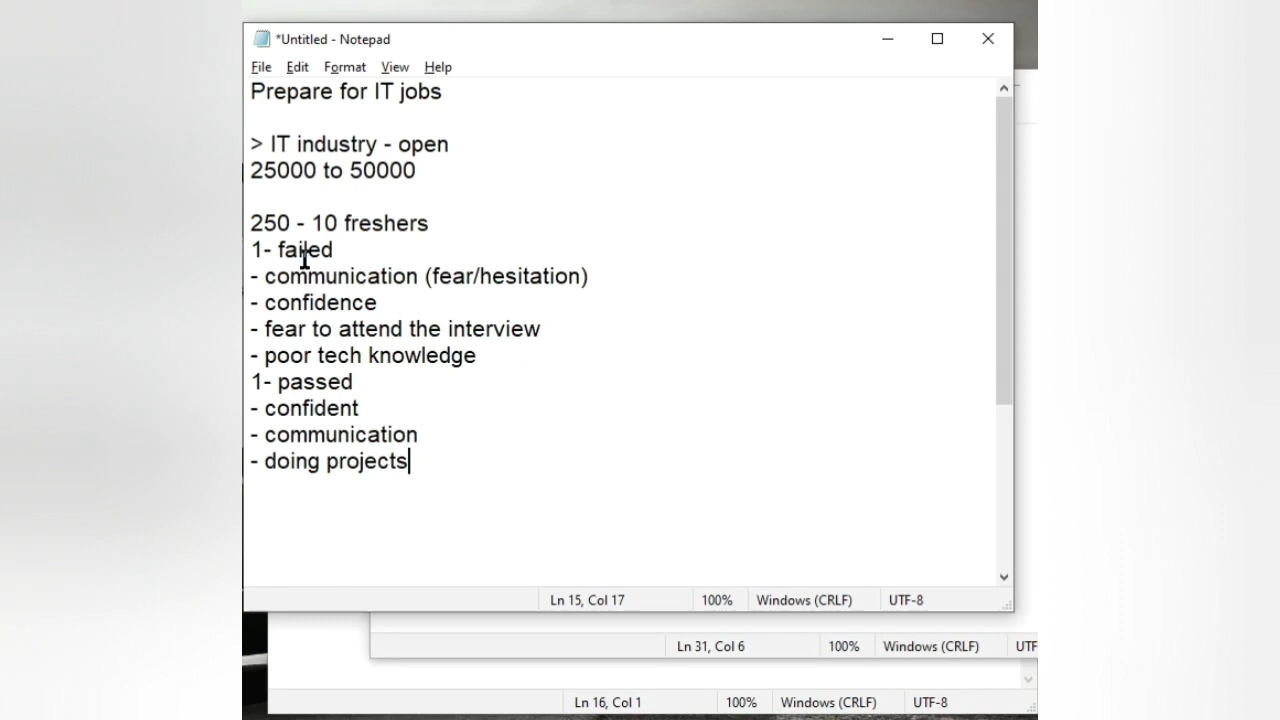 *Untitled - Notepad
File Edit Format View Help
Prepare for IT jobs
> IT industry - open
25000 to 50000
250 - 10 freshers
1- failed
- communication (fear/hesitation)
- confidence
- fear to attend the interview
- poor tech knowledge
1- passed
- confident
- communication
- doing projects
Ln 15, Col 17 100% Windows (CRLF) UTF-8
Ln 31, Col 6 100% Windows (CRLF) UTF
Ln 16, Col 1 100% Windows (CRLF) UTF-8